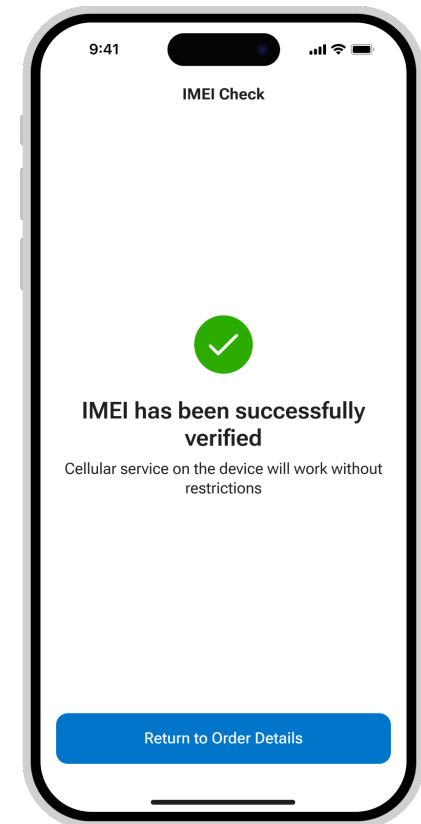 9:41
IMEI Check
IMEI has been successfully
verified
Cellular service on the device will work without
restrictions
Return to Order Details